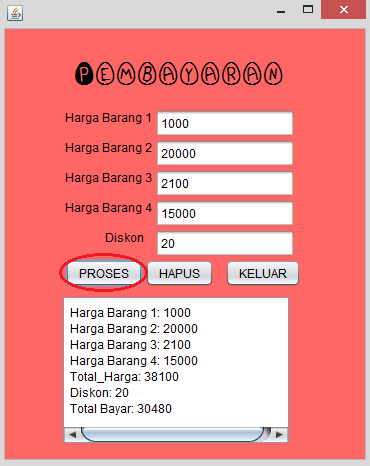 PEMBAYARAN
Harga Barang 1 1000
Harga Barang 2 20000
Harga Barang 3 2100
Harga Barang 4 15000
Diskon 20
PROSES HAPUS KELUAR
Harga Barang 1: 1000
Harga Barang 2: 20000
Harga Barang 3: 2100
Harga Barang 4: 15000
Total_Harga: 38100
Diskon: 20
Total Bayar: 30480